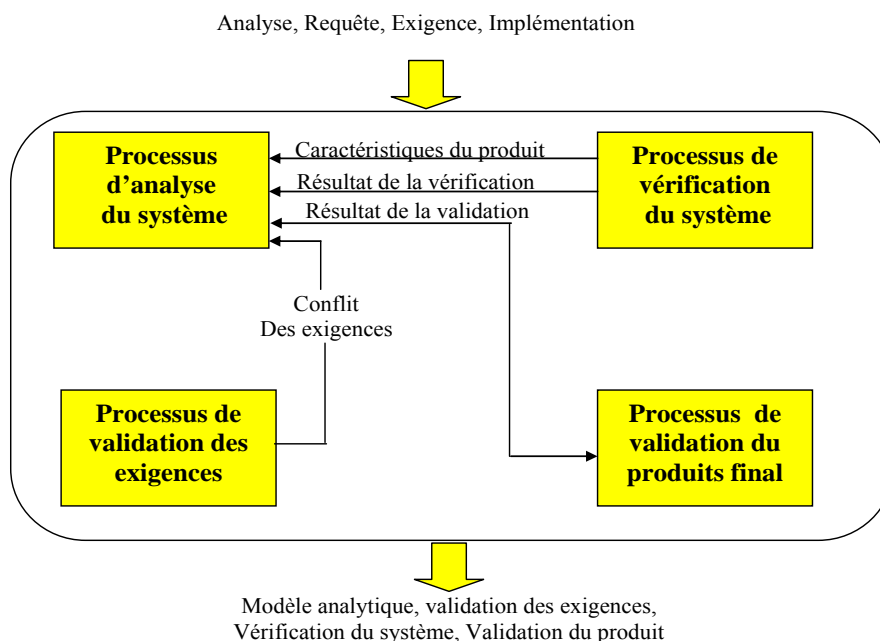 Analyse, Requête, Exigence, Implémentation
Processus
d'analyse
du système
Caractéristiques du produit
Résultat de la vérification
Résultat de la validation
Processus de
vérification
du système
Conflit
Des exigences
Processus de
validation des
exigences
Processus de
validation du
produits final
Modèle analytique, validation des exigences,
Vérification du système, Validation du produit